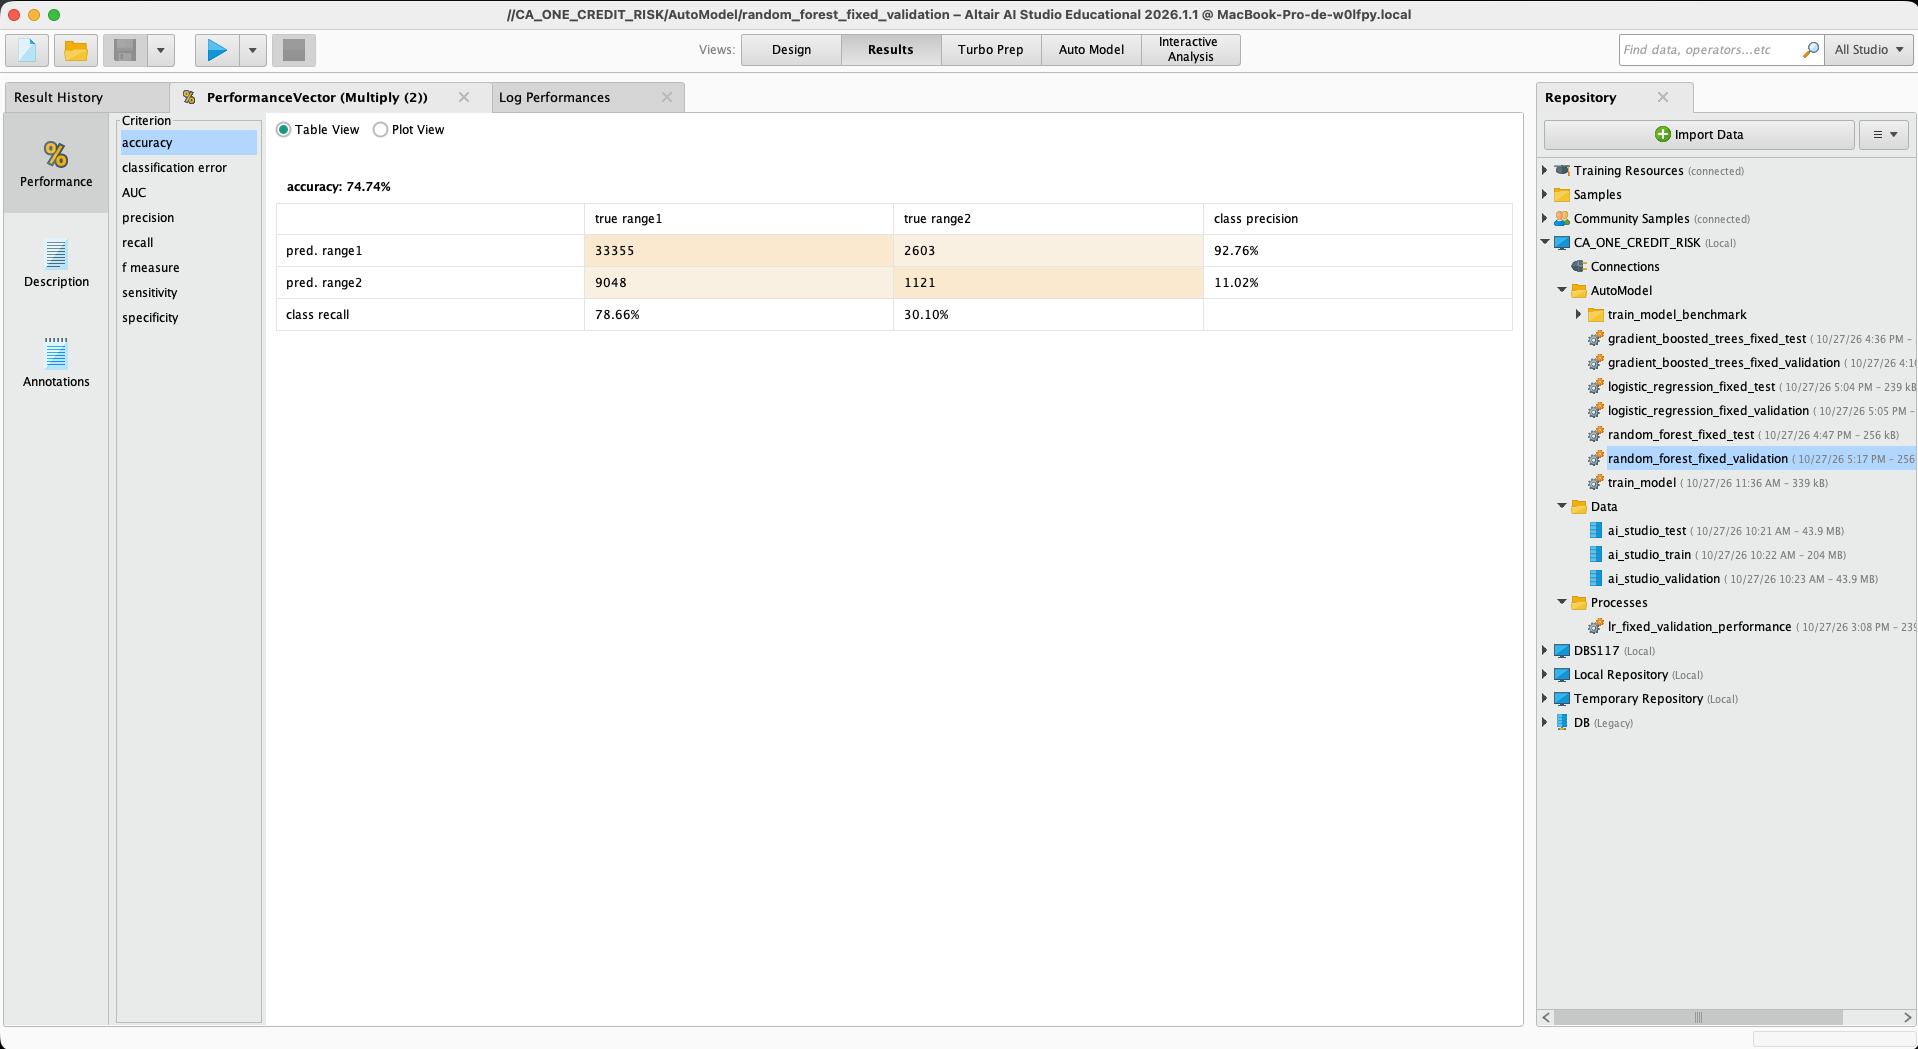 //CA_ONE_CREDIT_RISK/AutoModel/random_forest_fixed_validation – Altair AI Studio Educational 2026.1.1 @ MacBook-Pro-de-w0lfpy.local
Views: Design Results Turbo Prep Auto Model Interactive Analysis
Find data, operators...etc All Studio
Result History PerformanceVector (Multiply (2)) Log Performances
Performance
Description
Annotations
Criterion
accuracy
classification error
AUC
precision
recall
f measure
sensitivity
specificity
Table View Plot View
accuracy: 74.74%
true range1 true range2 class precision
pred. range1 33355 2603 92.76%
pred. range2 9048 1121 11.02%
class recall 78.66% 30.10%
Repository
Import Data
Training Resources (connected)
Samples
Community Samples (connected)
CA_ONE_CREDIT_RISK (Local)
Connections
AutoModel
train_model_benchmark
gradient_boosted_trees_fixed_test ( 10/27/26 4:36 PM –
gradient_boosted_trees_fixed_validation ( 10/27/26 4:16
logistic_regression_fixed_test ( 10/27/26 5:04 PM – 239 kB
logistic_regression_fixed_validation ( 10/27/26 5:05 PM –
random_forest_fixed_test ( 10/27/26 4:47 PM – 256 kB)
random_forest_fixed_validation ( 10/27/26 5:17 PM – 256
train_model ( 10/27/26 11:36 AM – 339 kB)
Data
ai_studio_test ( 10/27/26 10:21 AM – 43.9 MB)
ai_studio_train ( 10/27/26 10:22 AM – 204 MB)
ai_studio_validation ( 10/27/26 10:23 AM – 43.9 MB)
Processes
lr_fixed_validation_performance ( 10/27/26 3:08 PM – 239
DBS117 (Local)
Local Repository (Local)
Temporary Repository (Local)
DB (Legacy)